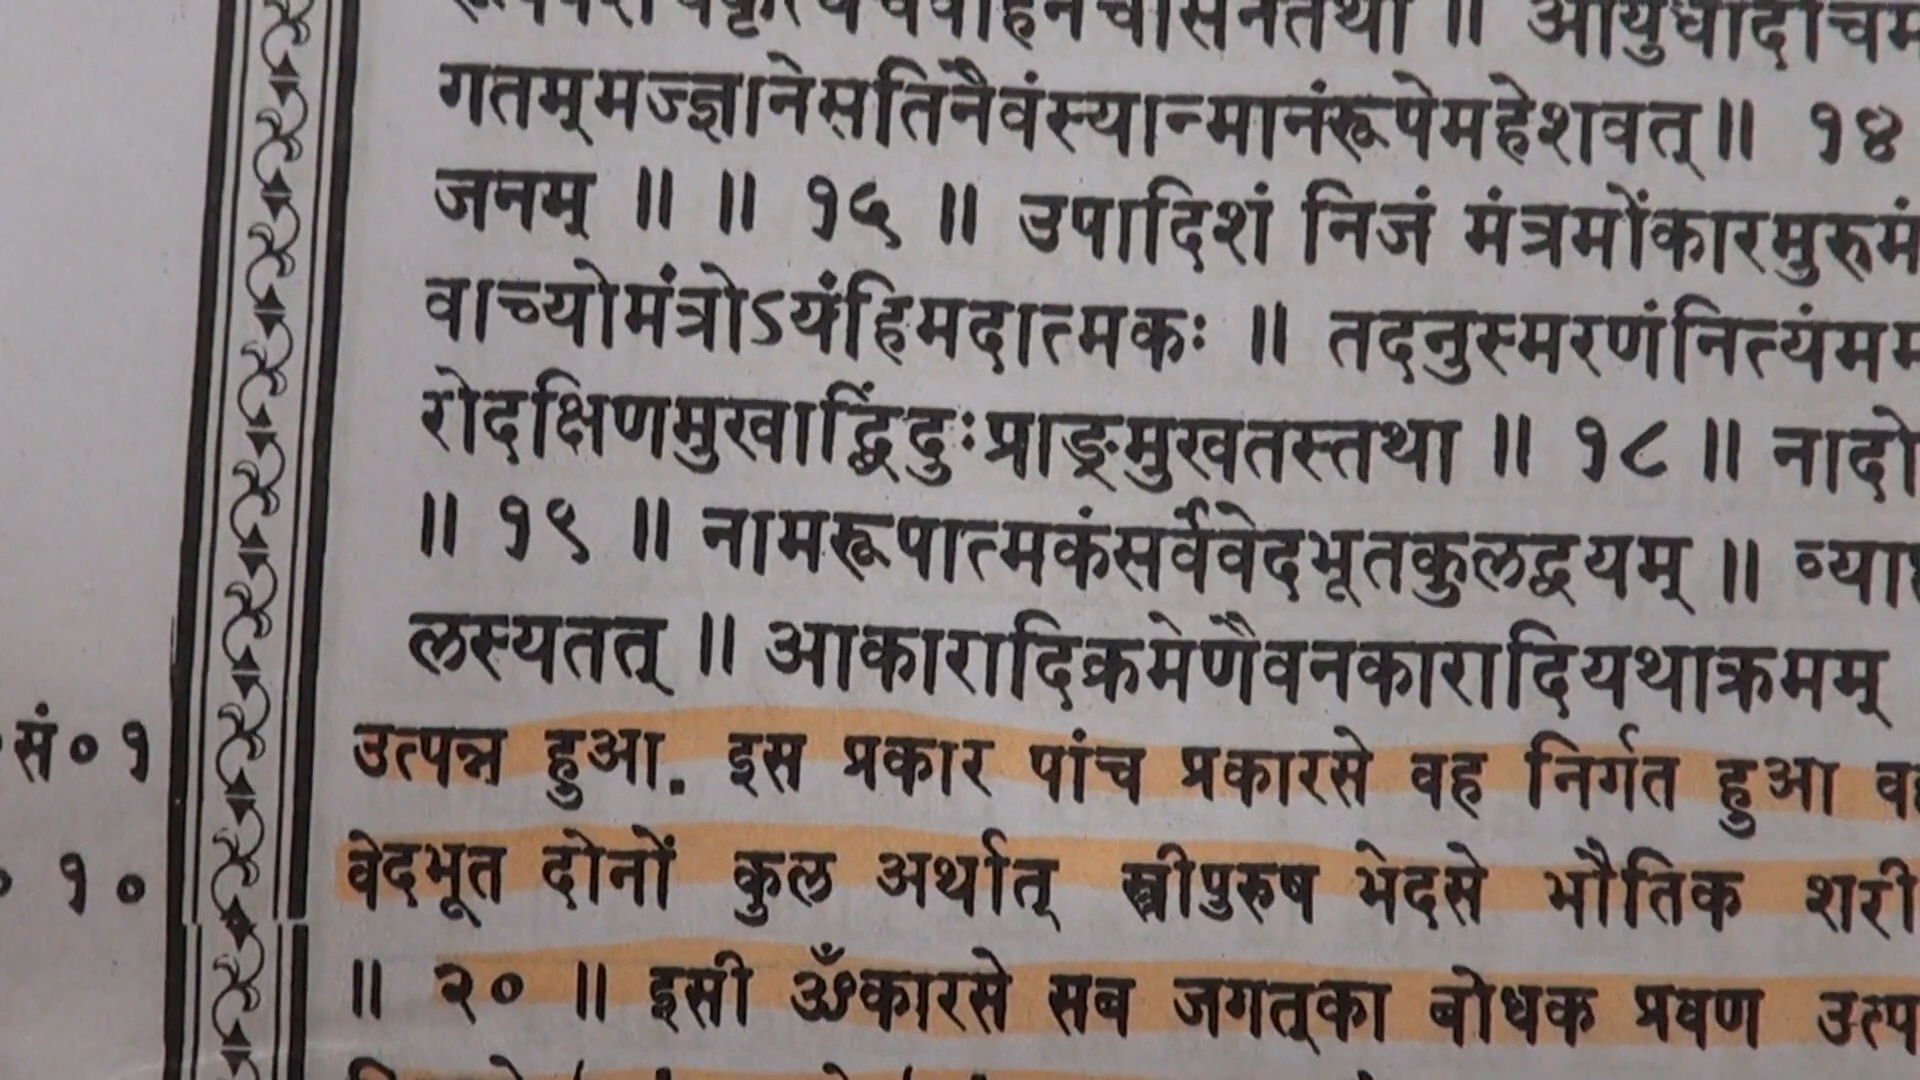 गतम्‌मज्ज्ञानेसतिनैवंस्यान्मानंरूपेमहेशवत्॥ १४
जनम् ॥ ॥ १५ ॥ उपादिशं निजं मंत्रमोंकारमुरुमं
वाच्योमंत्रोऽयंहिमदात्मकः ॥ तदनुस्मरणंनित्यंमम
रोदक्षिणमुखाद्बिंदुःप्राङ्मुखतस्तथा ॥ १८ ॥ नादो
॥ १९ ॥ नामरूपात्मकंसर्वंवेदभूतकुलद्वयम् ॥
लस्यतत् ॥ आकारादिक्रमेणैवनकारादियथाक्रमम्
सं॰ १ उत्पन्न हुआ. इस प्रकार पांच प्रकारसे वह निर्गत हुआ
१० वेदभूत दोनों कुल अर्थात् स्त्रीपुरुष भेदसे भौतिक शरी
॥ २० ॥ इसी ॐकारसे सब जगत्‌का बोधक प्रवण उत्प